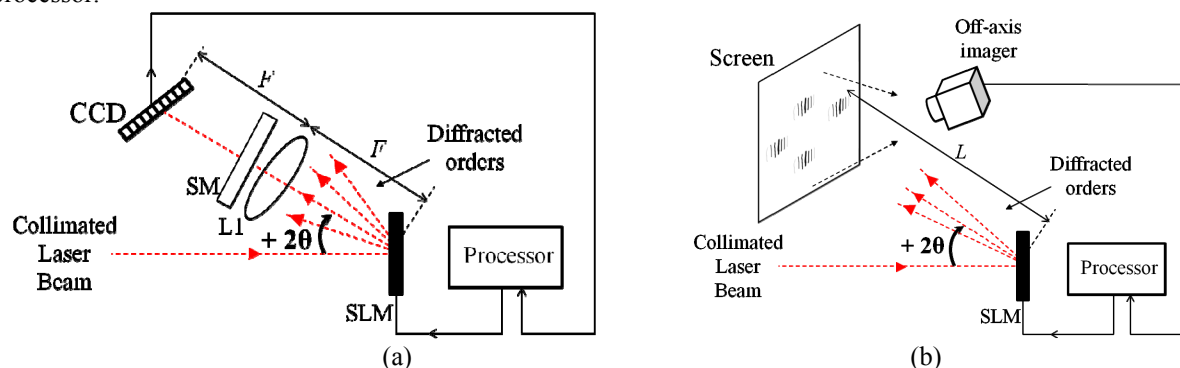 processor.
F
F
CCD
SM
L1
Diffracted
orders
Collimated
Laser
Beam
+ 2θ
Processor
SLM
(a)
Off-axis
imager
Screen
L
Diffracted
orders
Collimated
Laser
Beam
+ 2θ
Processor
SLM
(b)